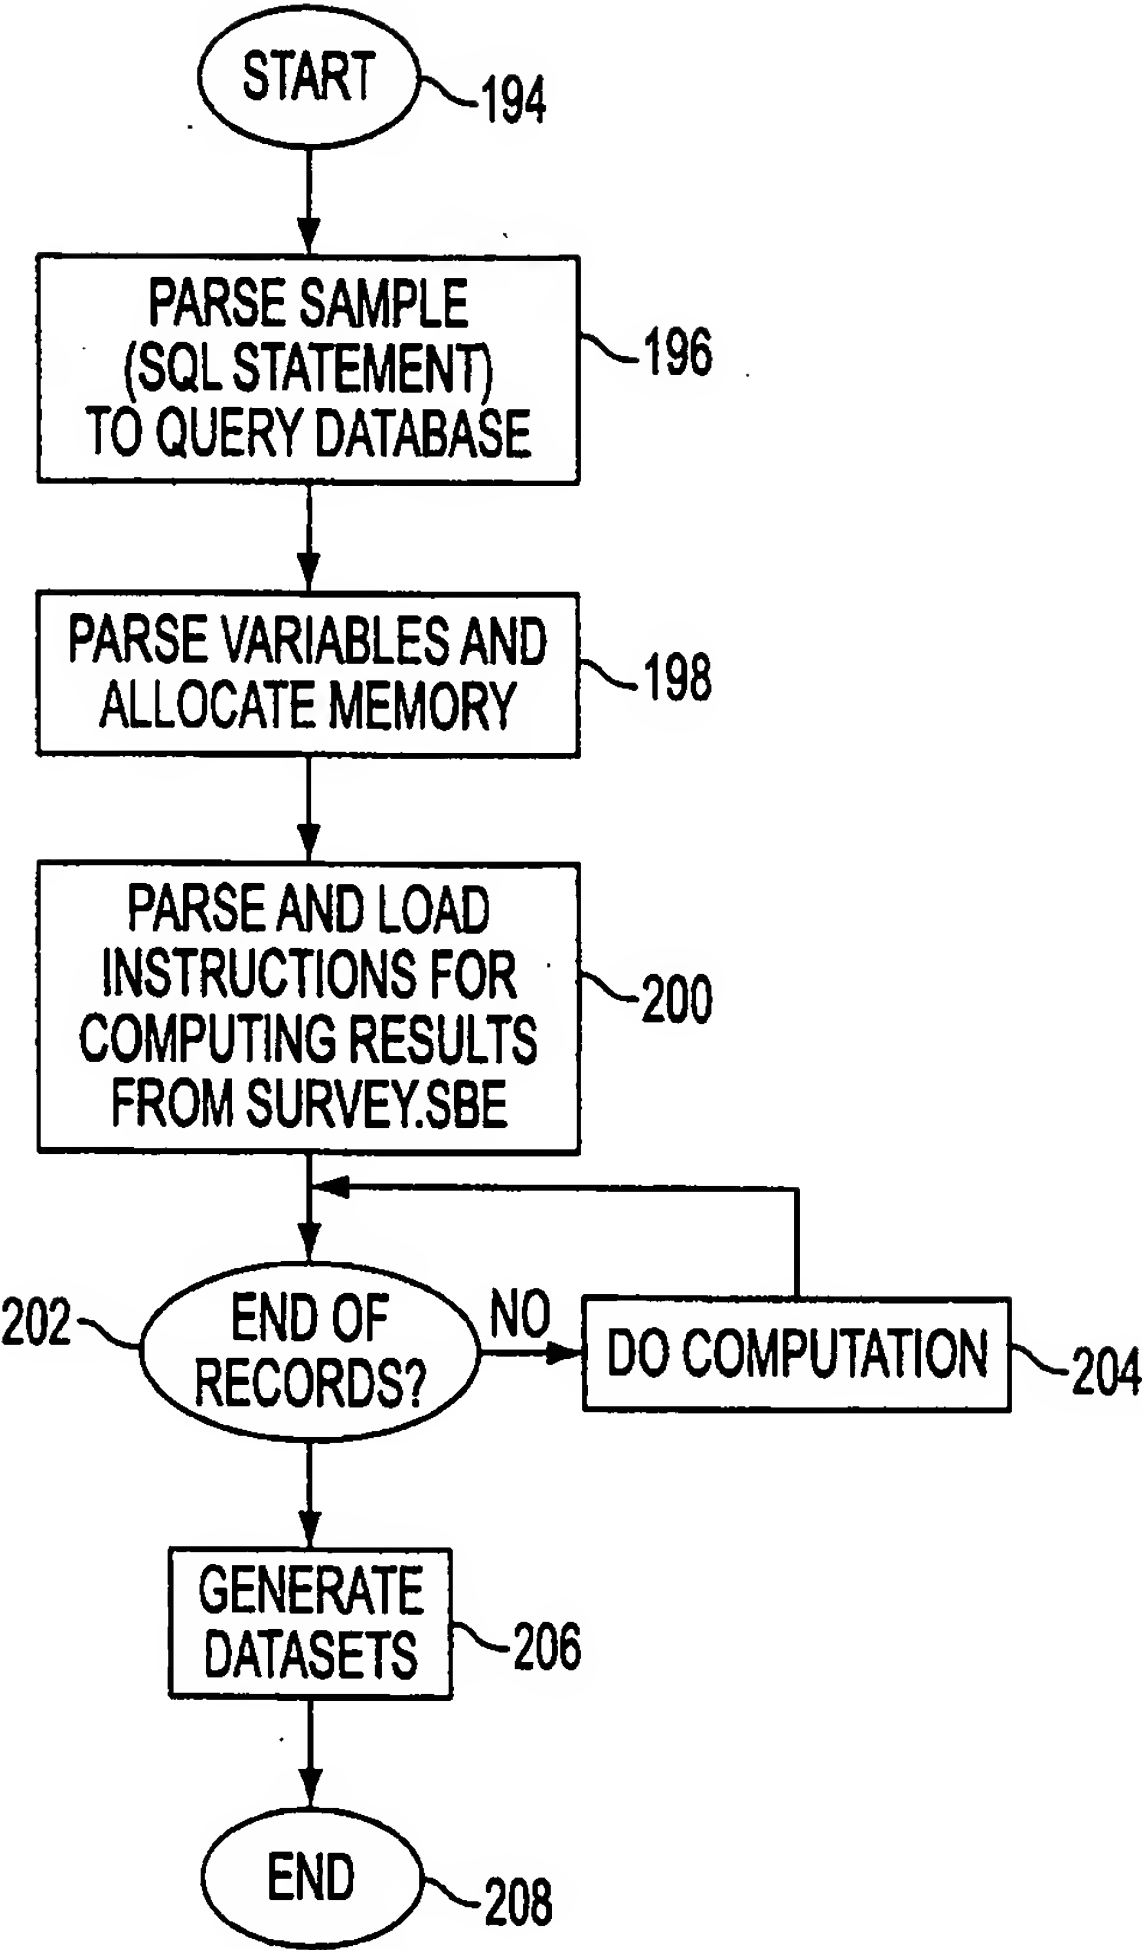 START
194
PARSE SAMPLE
(SQL STATEMENT)
TO QUERY DATABASE
196
PARSE VARIABLES AND
ALLOCATE MEMORY
198
PARSE AND LOAD
INSTRUCTIONS FOR
COMPUTING RESULTS
FROM SURVEY.SBE
200
202
END OF
RECORDS?
NO
DO COMPUTATION
204
GENERATE
DATASETS
206
END
208